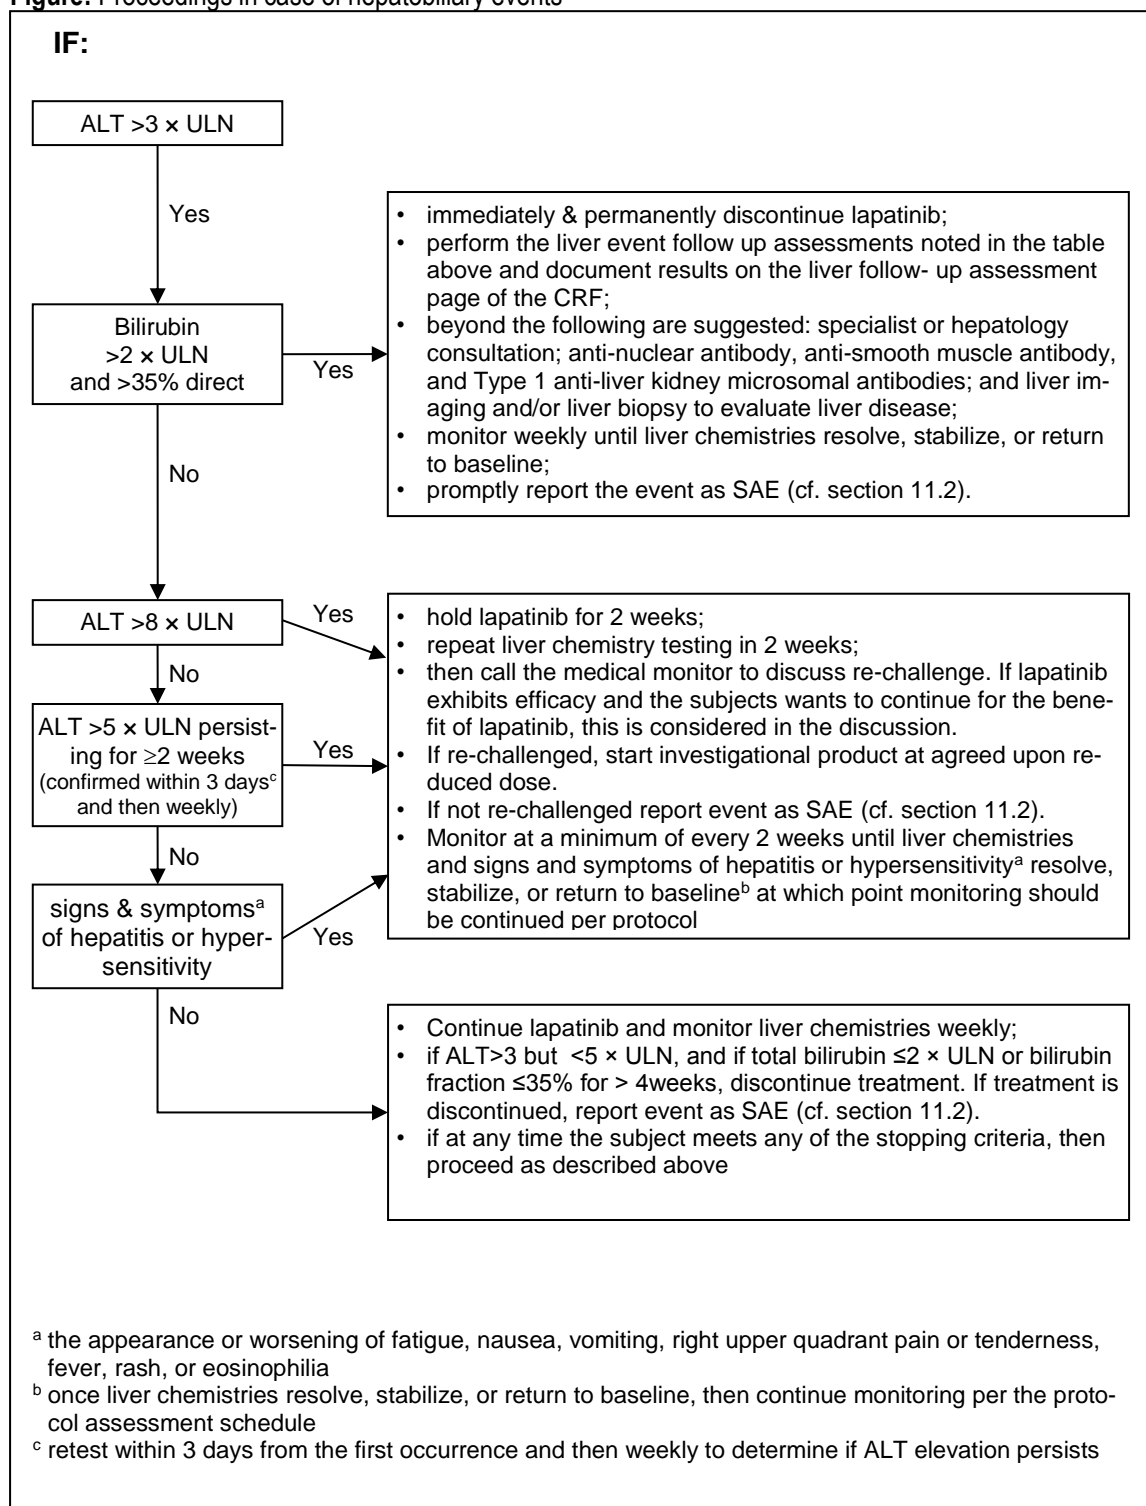 Figure: Proceedings in case of hepatobiliary events
IF:
ALT >3 × ULN
Yes
Bilirubin
>2 × ULN
and >35% direct
Yes
• immediately & permanently discontinue lapatinib;
• perform the liver event follow up assessments noted in the table
above and document results on the liver follow- up assessment
page of the CRF;
• beyond the following are suggested: specialist or hepatology
consultation; anti-nuclear antibody, anti-smooth muscle antibody,
and Type 1 anti-liver kidney microsomal antibodies; and liver im-
aging and/or liver biopsy to evaluate liver disease;
• monitor weekly until liver chemistries resolve, stabilize, or return
to baseline;
• promptly report the event as SAE (cf. section 11.2).
No
ALT >8 × ULN
Yes
No
ALT >5 × ULN persist-
ing for ≥2 weeks
(confirmed within 3 daysᶜ
and then weekly)
Yes
No
signs & symptomsᵃ
of hepatitis or hyper-
sensitivity
Yes
• hold lapatinib for 2 weeks;
• repeat liver chemistry testing in 2 weeks;
• then call the medical monitor to discuss re-challenge. If lapatinib
exhibits efficacy and the subjects wants to continue for the bene-
fit of lapatinib, this is considered in the discussion.
• If re-challenged, start investigational product at agreed upon re-
duced dose.
• If not re-challenged report event as SAE (cf. section 11.2).
• Monitor at a minimum of every 2 weeks until liver chemistries
and signs and symptoms of hepatitis or hypersensitivityᵃ resolve,
stabilize, or return to baselineᵇ at which point monitoring should
be continued per protocol
No
• Continue lapatinib and monitor liver chemistries weekly;
• if ALT>3 but <5 × ULN, and if total bilirubin ≤2 × ULN or bilirubin
fraction ≤35% for > 4weeks, discontinue treatment. If treatment is
discontinued, report event as SAE (cf. section 11.2).
• if at any time the subject meets any of the stopping criteria, then
proceed as described above
ᵃ the appearance or worsening of fatigue, nausea, vomiting, right upper quadrant pain or tenderness,
fever, rash, or eosinophilia
ᵇ once liver chemistries resolve, stabilize, or return to baseline, then continue monitoring per the proto-
col assessment schedule
ᶜ retest within 3 days from the first occurrence and then weekly to determine if ALT elevation persists